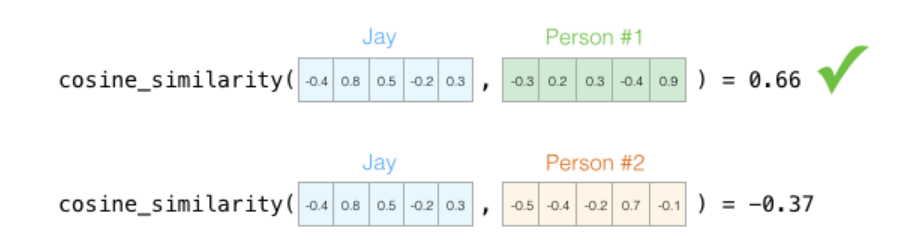 Jay Person #1
cosine_similarity( -0.4 0.8 0.5 -0.2 0.3 , -0.3 0.2 0.3 -0.4 0.9 ) = 0.66
Jay Person #2
cosine_similarity( -0.4 0.8 0.5 -0.2 0.3 , -0.5 -0.4 -0.2 0.7 -0.1 ) = -0.37